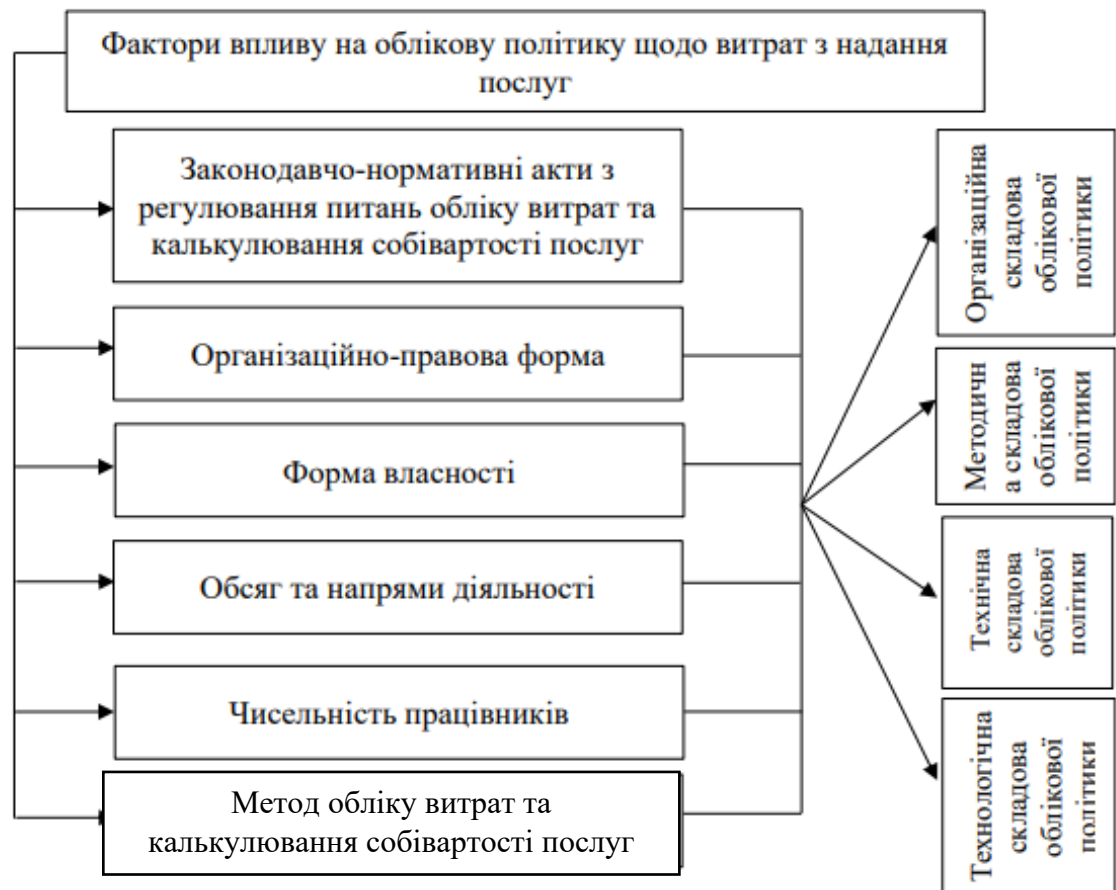 Фактори впливу на облікову політику щодо витрат з надання
послуг
Законодавчо-нормативні акти з
регулювання питань обліку витрат та
калькулювання собівартості послуг
Організаційно-правова форма
Форма власності
Обсяг та напрями діяльності
Чисельність працівників
Метод обліку витрат та
калькулювання собівартості послуг
Організаційна
складова
облікової
політики
Методичн
а складова
облікової
політики
Технічна
складова
облікової
політики
Технологічна
складова
облікової
політики